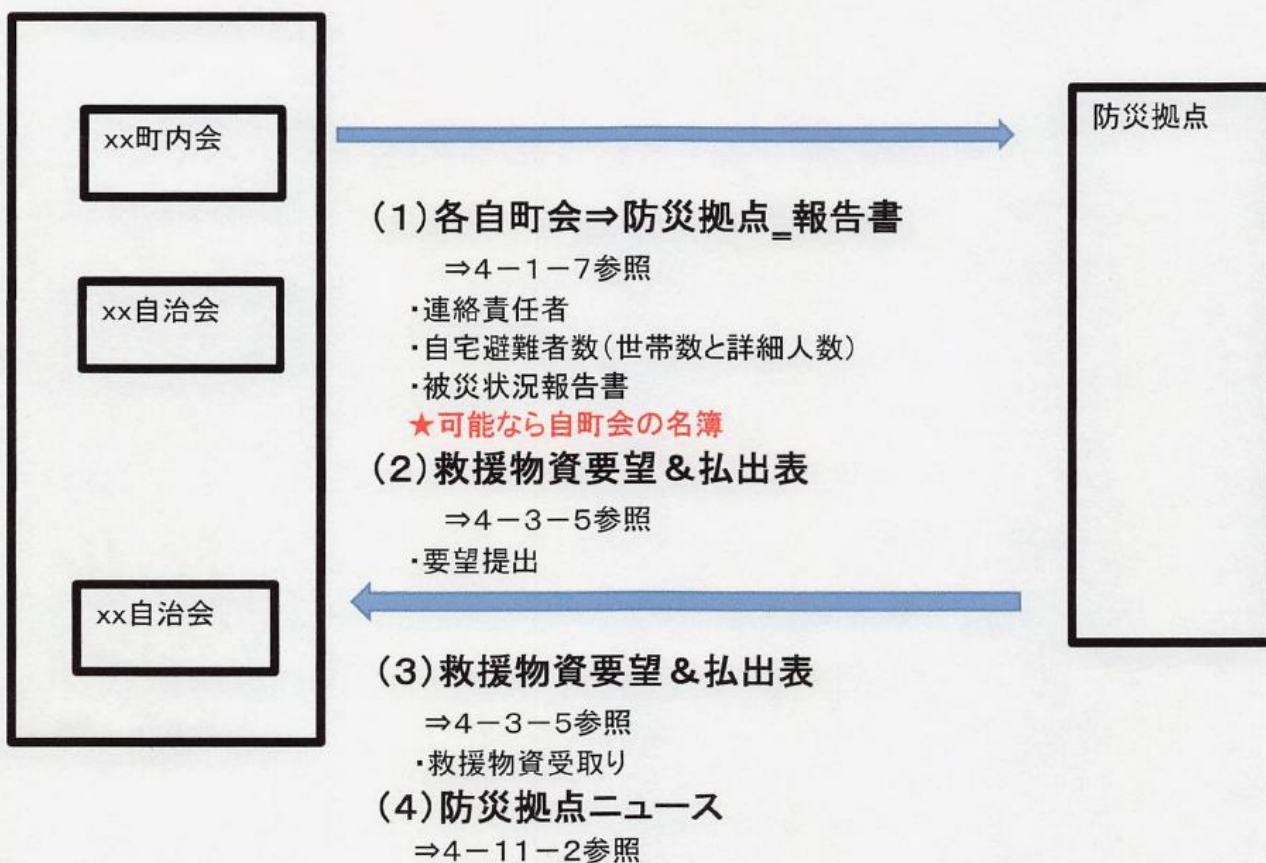 xx町内会
xx自治会
xx自治会
(1)各自町会⇒防災拠点_報告書
⇒4－1－7参照
・連絡責任者
・自宅避難者数(世帯数と詳細人数)
・被災状況報告書
★可能なら自町会の名簿
(2)救援物資要望＆払出表
⇒4－3－5参照
・要望提出
(3)救援物資要望＆払出表
⇒4－3－5参照
・救援物資受取り
(4)防災拠点ニュース
⇒4－11－2参照
防災拠点